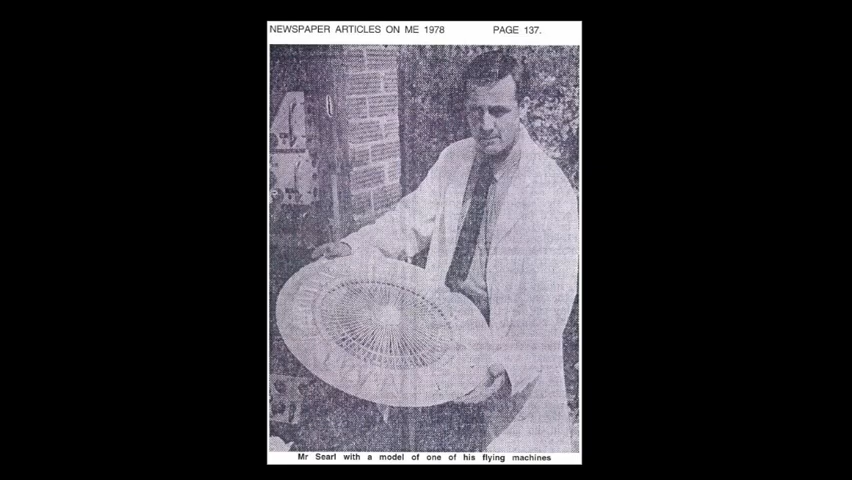 NEWSPAPER ARTICLES ON ME 1978 PAGE 137.
Mr Searl with a model of one of his flying machines